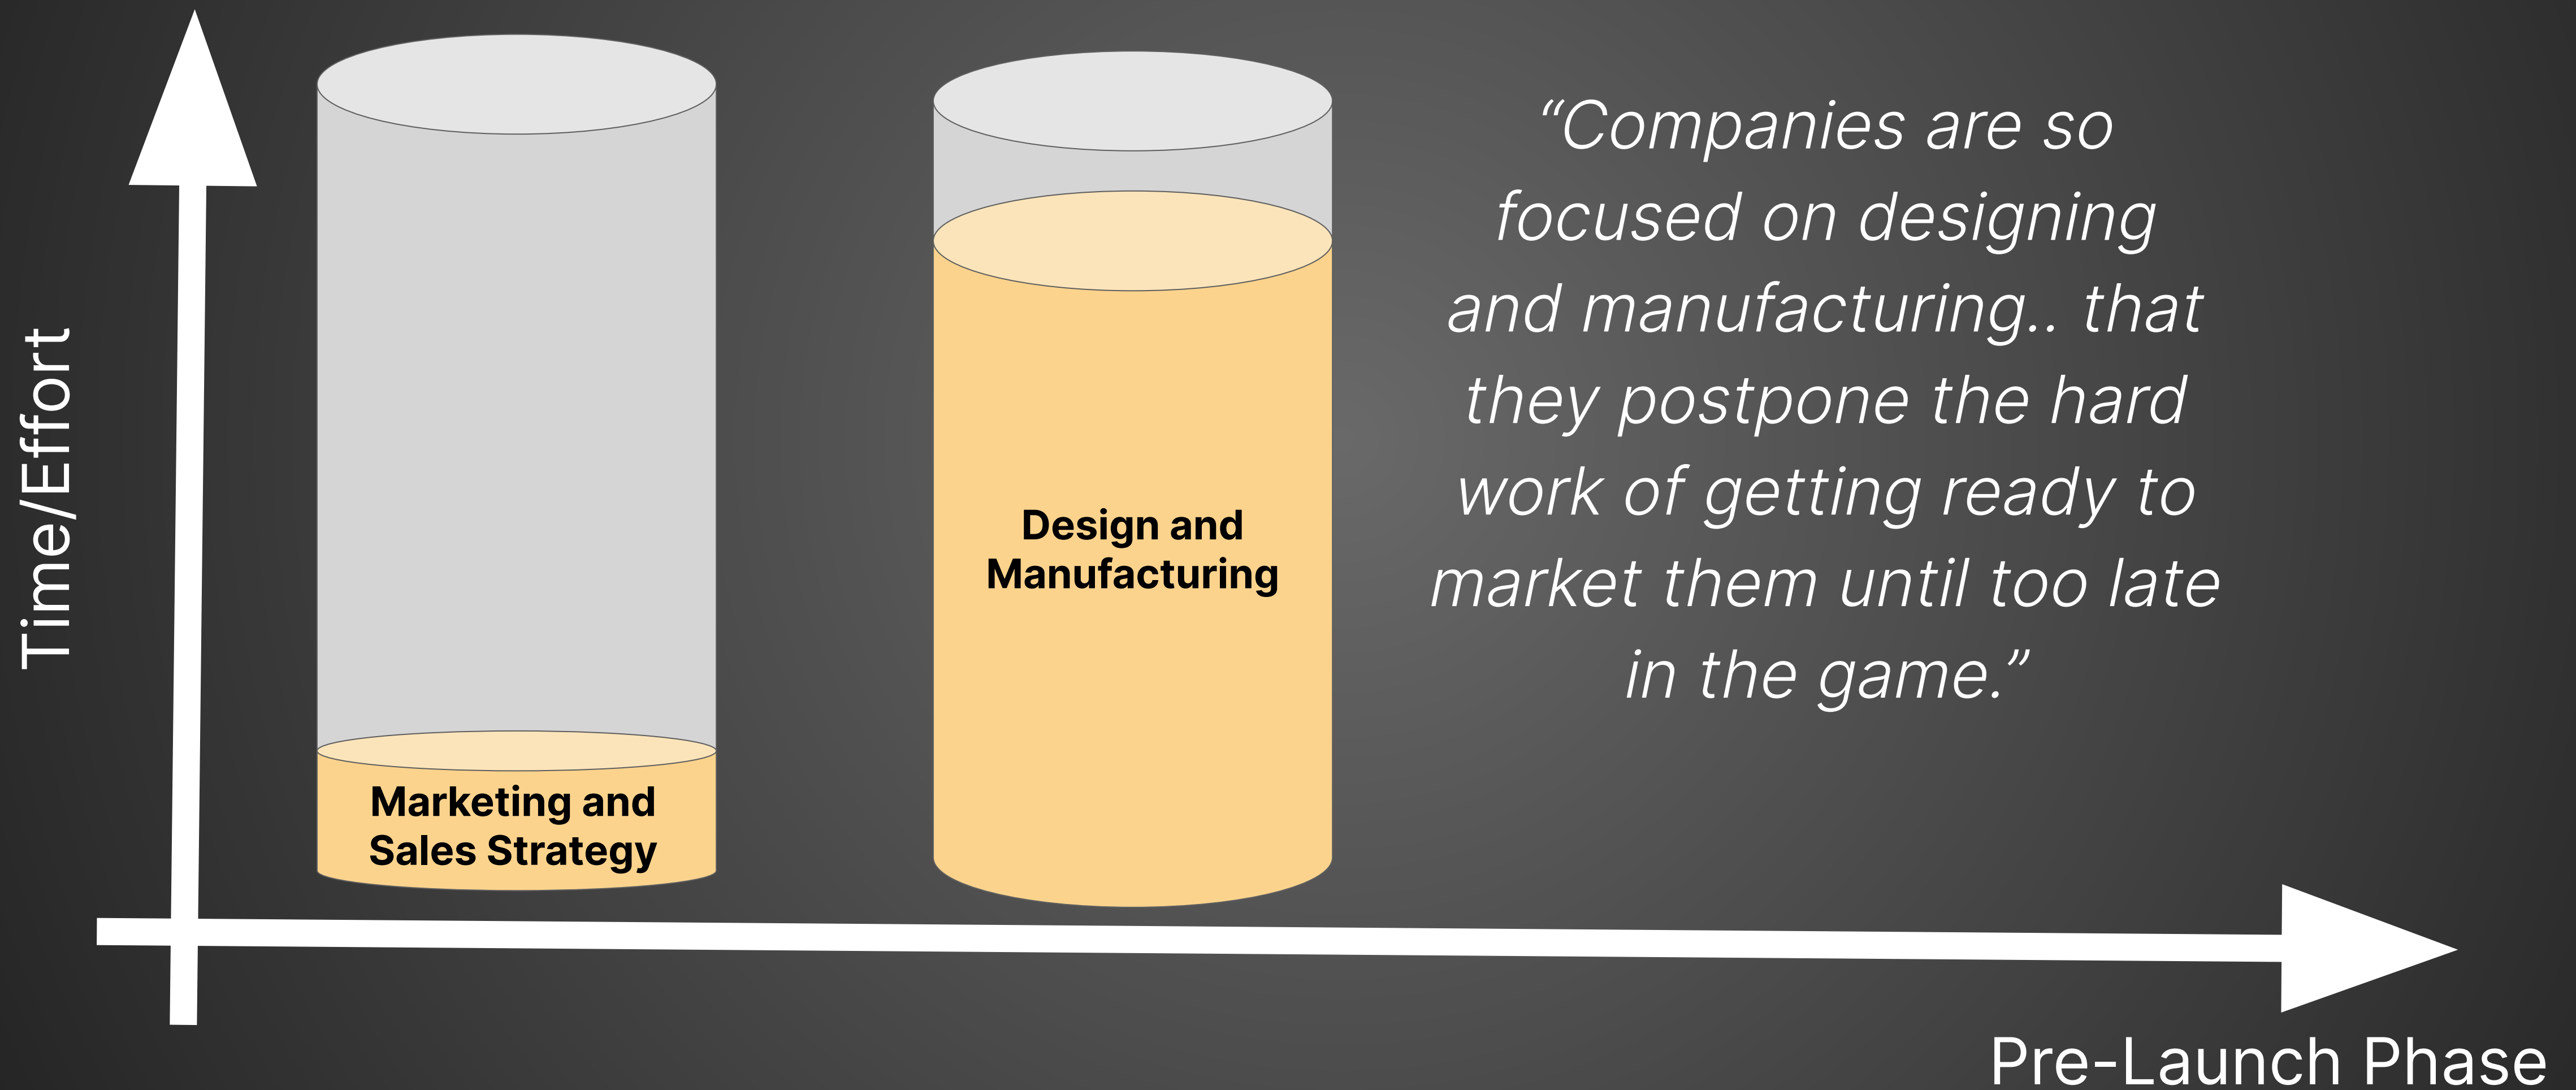 Time/Effort
Marketing and
Sales Strategy
Design and
Manufacturing
“Companies are so
focused on designing
and manufacturing.. that
they postpone the hard
work of getting ready to
market them until too late
in the game.”
Pre-Launch Phase